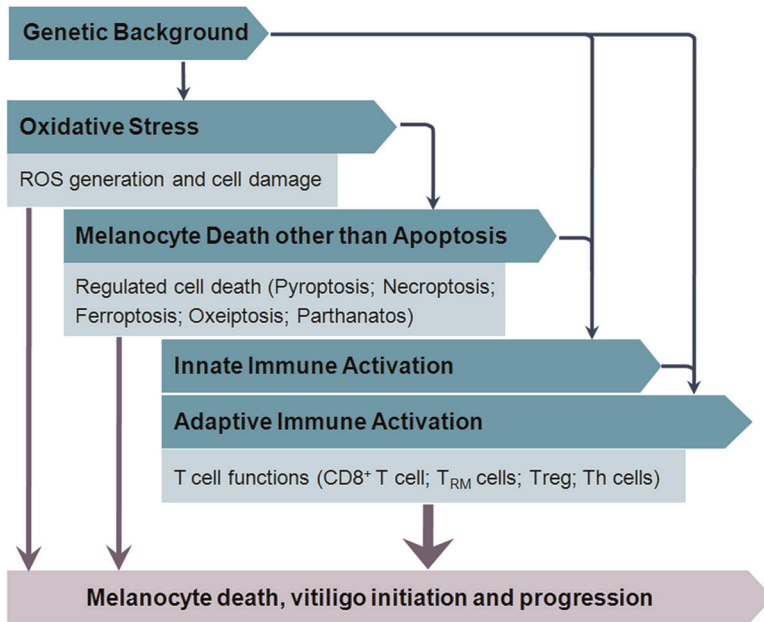 Genetic Background
Oxidative Stress
ROS generation and cell damage
Melanocyte Death other than Apoptosis
Regulated cell death (Pyroptosis; Necroptosis;
Ferroptosis; Oxeiptosis; Parthanatos)
Innate Immune Activation
Adaptive Immune Activation
T cell functions (CD8⁺ T cell; T_RM cells; Treg; Th cells)
Melanocyte death, vitiligo initiation and progression